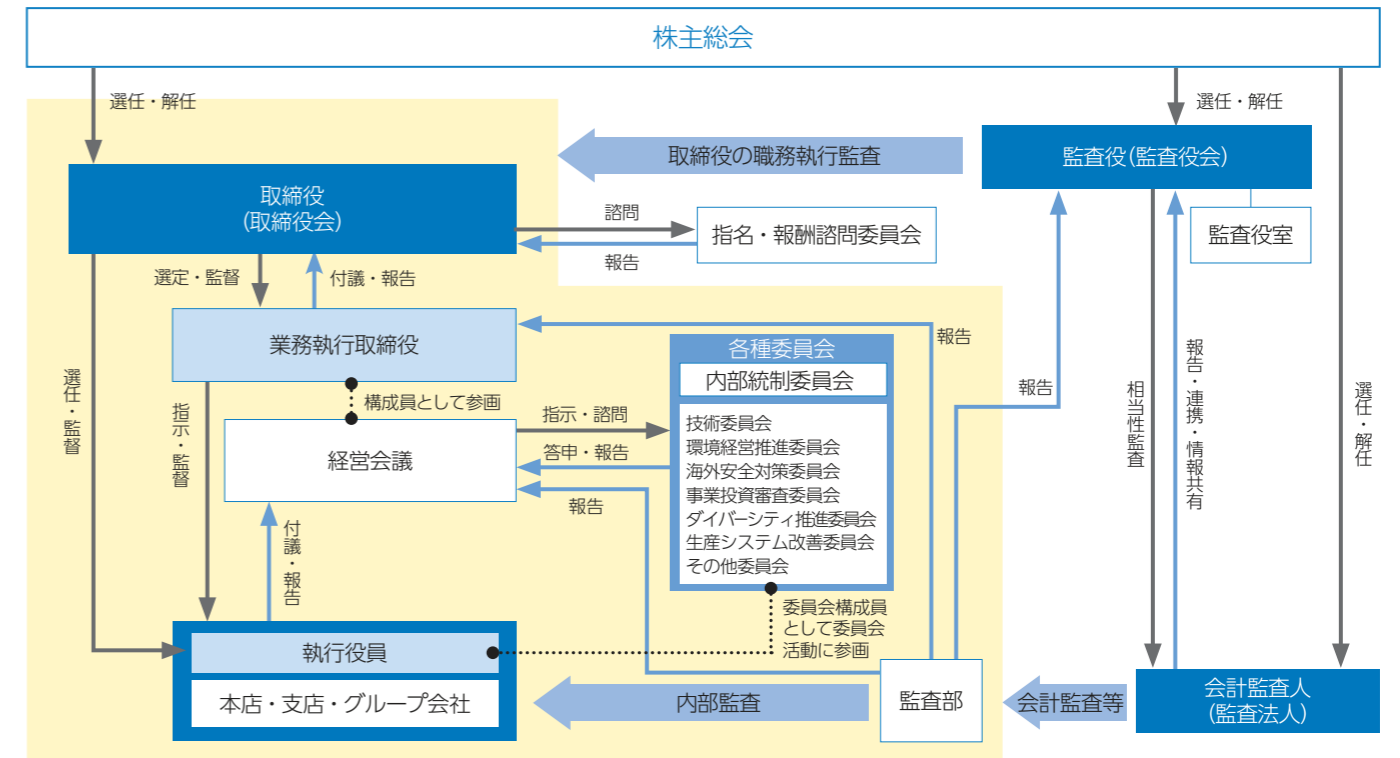 株主総会
選任・解任
選任・解任
取締役の職務執行監査
監査役(監査役会)
取締役
(取締役会)
諮問
指名・報酬諮問委員会
報告
監査役室
選定・監督
付議・報告
業務執行取締役
報告
各種委員会
内部統制委員会
構成員として参画
選任・監督
指示・監督
指示・諮問
経営会議
答申・報告
報告
技術委員会
環境経営推進委員会
海外安全対策委員会
事業投資審査委員会
ダイバーシティ推進委員会
生産システム改善委員会
その他委員会
報告
相当性監査
報告・連携・情報共有
選任・解任
付議・報告
委員会構成員
として委員会
活動に参画
執行役員
本店・支店・グループ会社
内部監査
監査部
会計監査等
会計監査人
(監査法人)